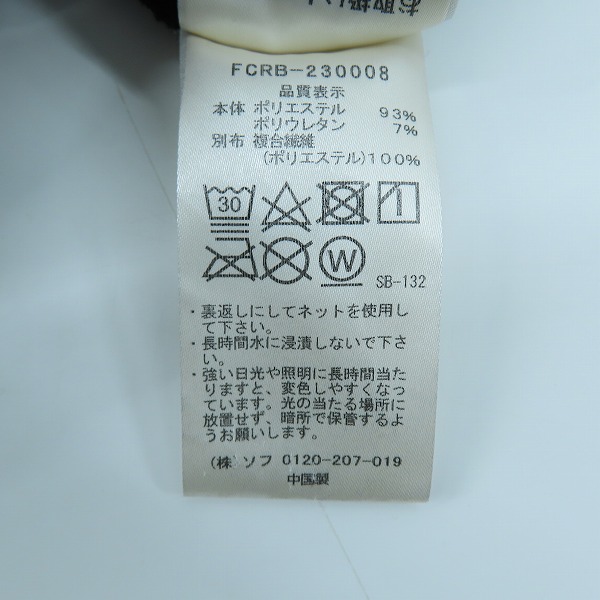 お取扱い
FCRB-230008
品質表示
本体 ポリエステル 93%
ポリウレタン 7%
別布 複合繊維
(ポリエステル)100%
30
W
SB-132
・裏返しにしてネットを使用し
て下さい。
・長時間水に浸漬しないで下さ
い。
・強い日光や照明に長時間当た
りますと、変色しやすくなっ
ています。光の当たる場所に
放置せず、暗所で保管するよ
うお願いします。
(株) ソフ 0120-207-019
中国製